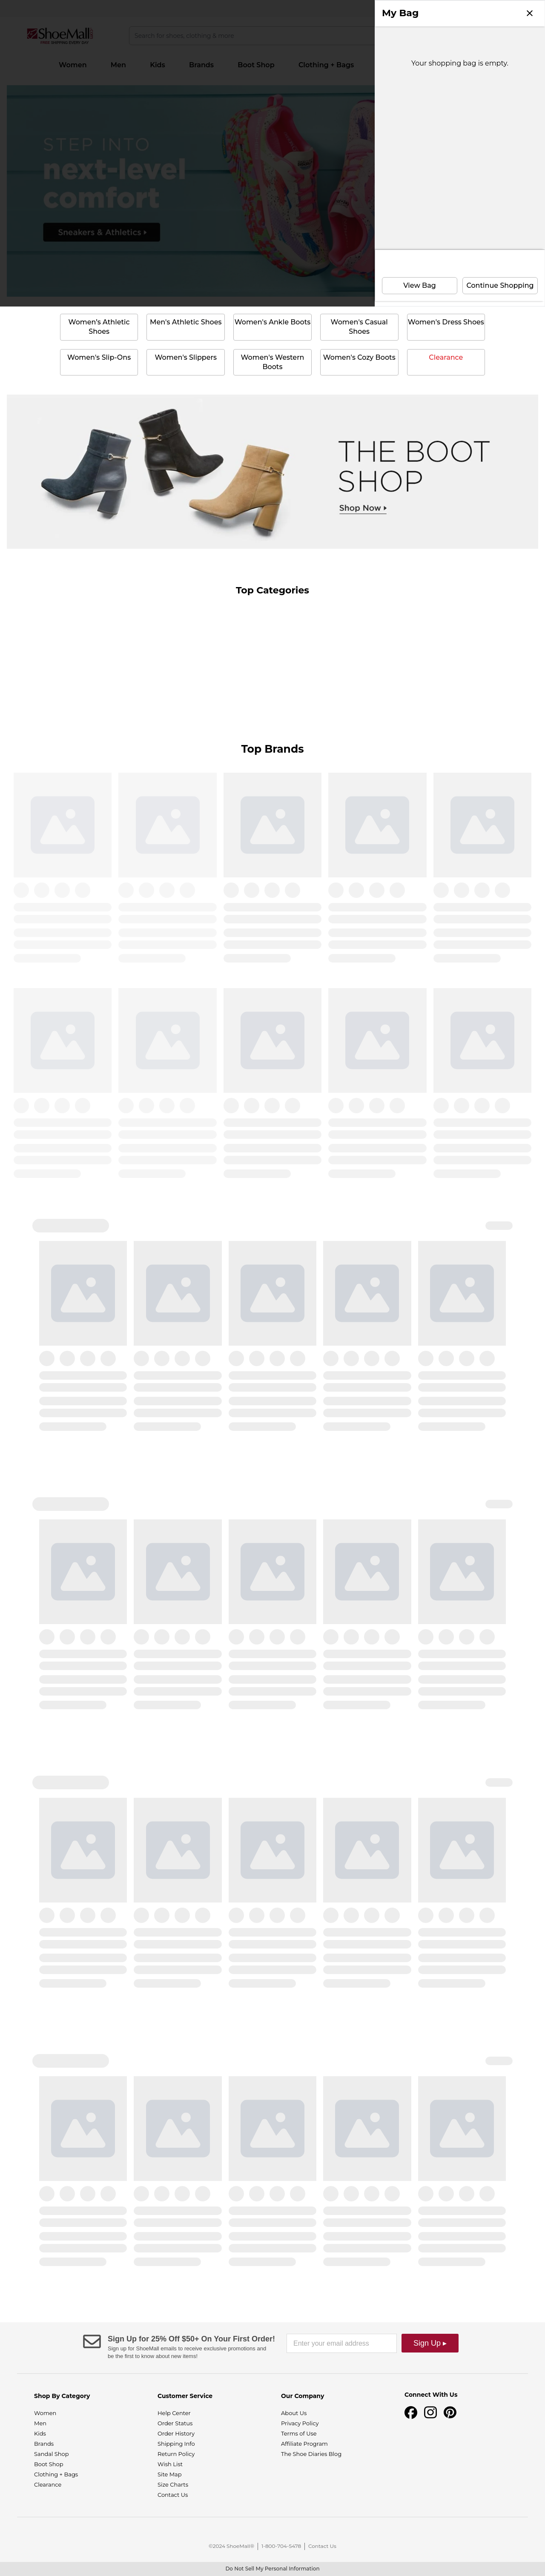 My Bag
ShoeMall
YOUR SHOPPING STARTS HERE
Search for shoes, clothing & more
Women
Men
Kids
Brands
Boot Shop
Clothing + Bags
Your shopping bag is empty.
STEP INTO
next-level
comfort
Sneakers & Athletics
View Bag
Continue Shopping
Women's Athletic
Shoes
Men's Athletic Shoes
Women's Ankle Boots
Women's Casual
Shoes
Women's Dress Shoes
Women's Slip-Ons
Women's Slippers
Women's Western
Boots
Women's Cozy Boots
Clearance
THE BOOT
SHOP
Shop Now
Top Categories
Top Brands
Sign Up for 25% Off $50+ On Your First Order!
Sign up for ShoeMall emails to receive exclusive promotions and
be the first to know about new items!
Enter your email address
Sign Up ▸
Shop By Category
Women
Men
Kids
Brands
Sandal Shop
Boot Shop
Clothing + Bags
Clearance
Customer Service
Help Center
Order Status
Order History
Shipping Info
Return Policy
Wish List
Site Map
Size Charts
Contact Us
Our Company
About Us
Privacy Policy
Terms of Use
Affiliate Program
The Shoe Diaries Blog
Connect With Us
©2024 ShoeMall®
1-800-704-5478
Contact Us
Do Not Sell My Personal Information